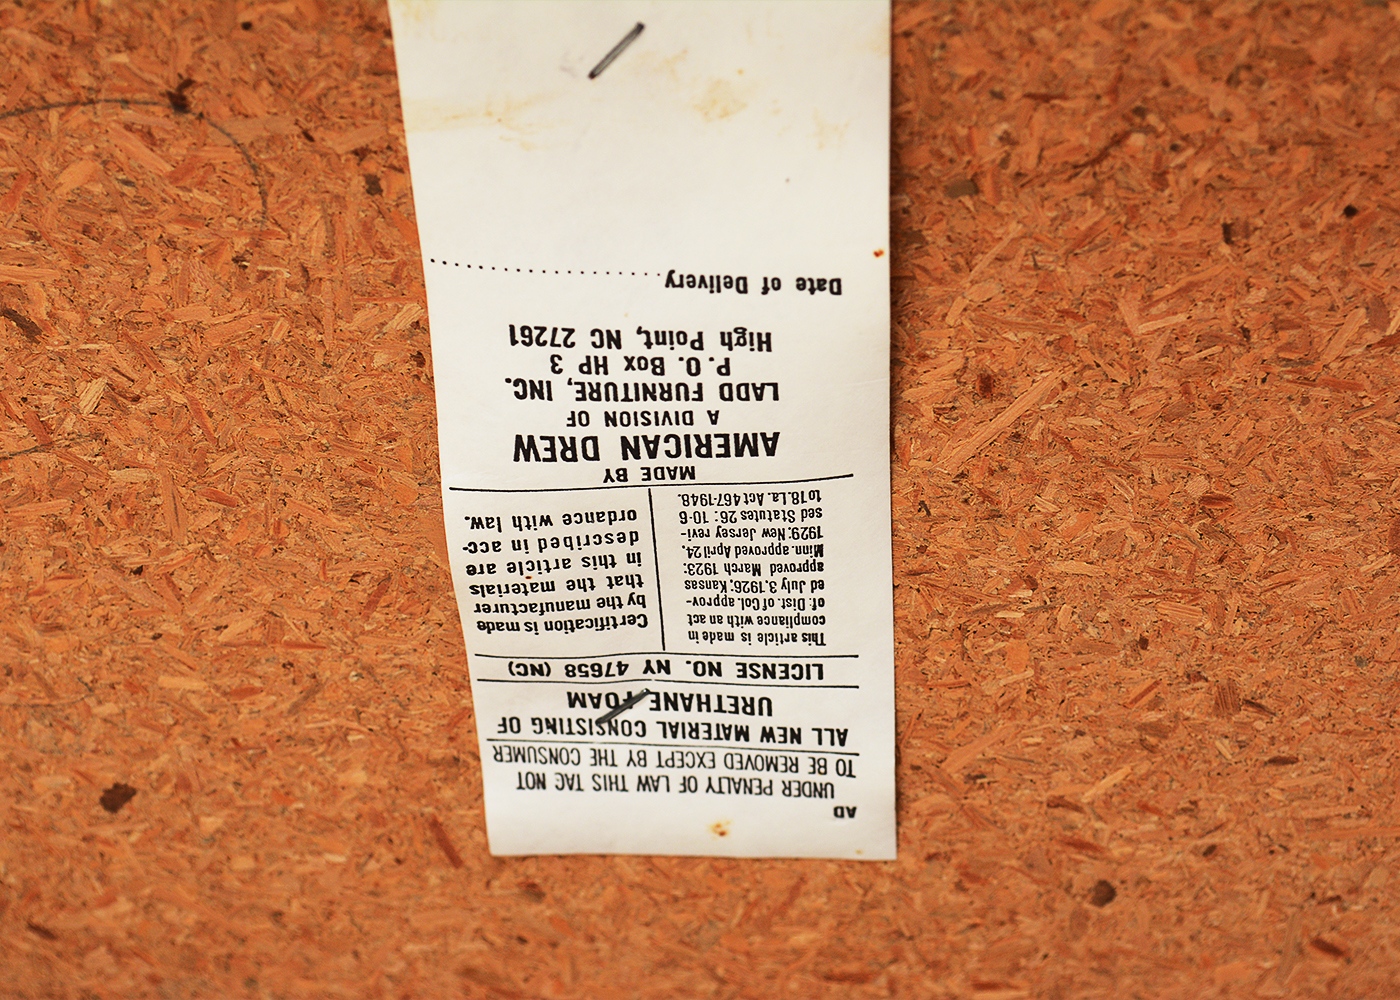 AD
UNDER PENALTY OF LAW THIS TAG NOT
TO BE REMOVED EXCEPT BY THE CONSUMER
ALL NEW MATERIAL CONSISTING OF
URETHANE FOAM
LICENSE NO. NY 47658 (NC)
This article is made in
compliance with an act
of: Dist. of Col. approv-
ed July 3.1926; Kansas
approved March 1923;
Minn. approved April 24,
1929; New Jersey revi-
sed Statutes 26: 10-6
to 18. La. Act 467-1948.
Certification is made
by the manufacturer
that the materials
in this article are
described in acc-
ordance with law.
MADE BY
AMERICAN DREW
A DIVISION OF
LADD FURNITURE, INC.
P.O. Box HP 3
High Point, NC 27261
Date of Delivery....................